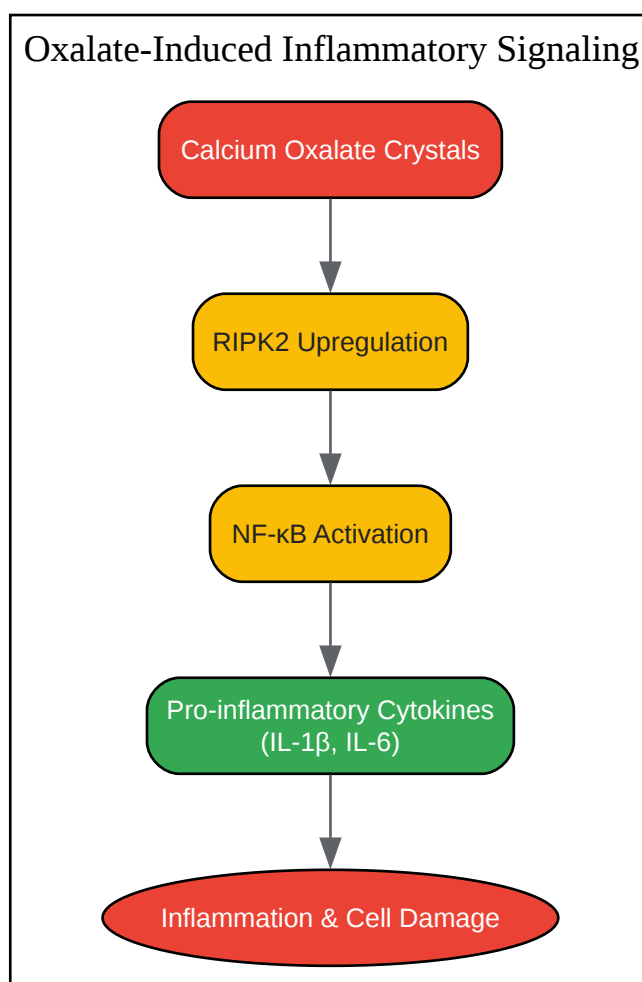 Oxalate-Induced Inflammatory Signaling
Calcium Oxalate Crystals
RIPK2 Upregulation
NF-κB Activation
Pro-inflammatory Cytokines
(IL-1β, IL-6)
Inflammation & Cell Damage